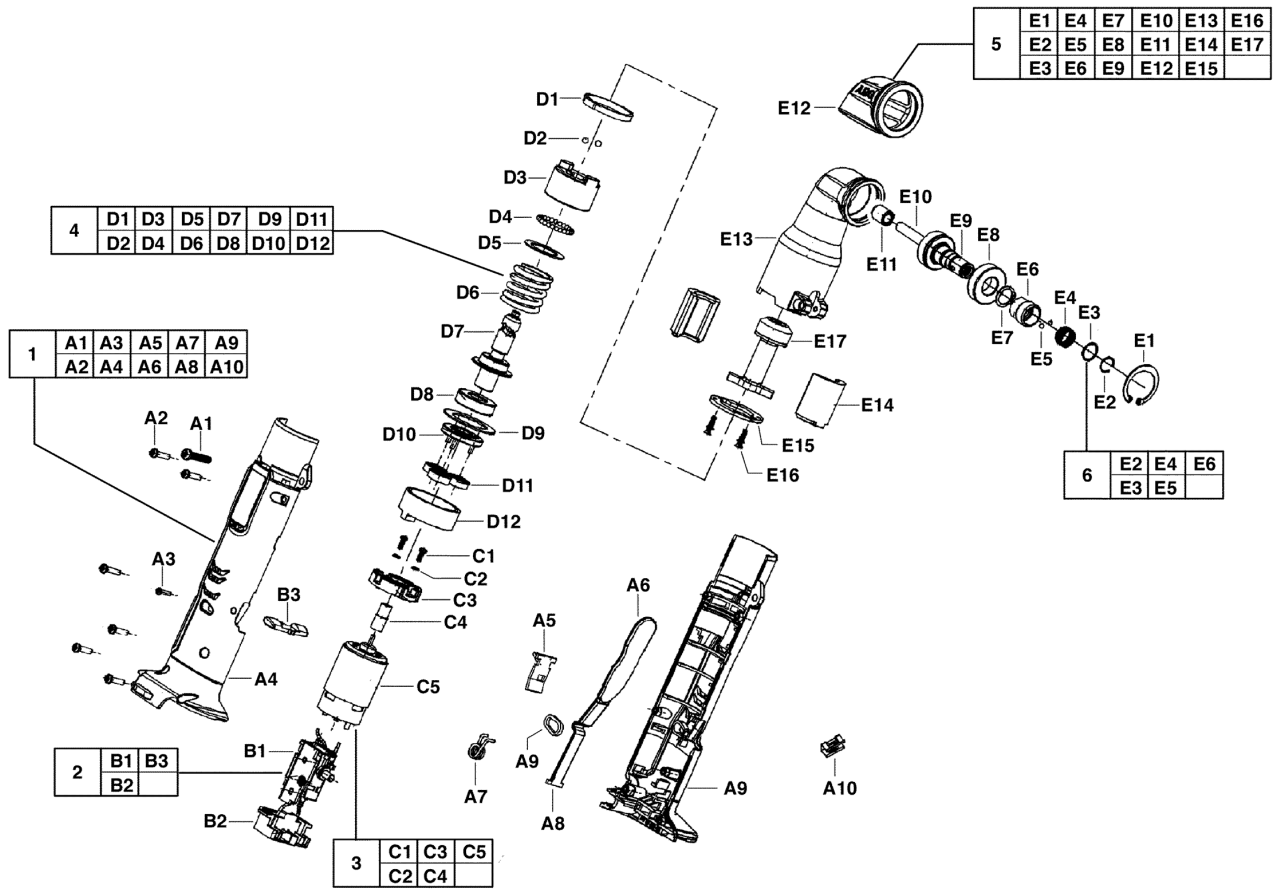 5 E1 E4 E7 E10 E13 E16
E2 E5 E8 E11 E14 E17
E3 E6 E9 E12 E15
D1
E12
D2
D3
4 D1 D3 D5 D7 D9 D11
D2 D4 D6 D8 D10 D12
D4
D5
D6
D7
E13
E10
E11
E9
E8
E6
E7
E4
E5
E3
E1
E2
E17
1 A1 A3 A5 A7 A9
A2 A4 A6 A8 A10
D8
D9
D10
E14
E15
E16
A2
A1
D11
D12
6 E2 E4 E6
E3 E5
C1
C2
C3
C4
A3
B3
A6
A5
A4
C5
B1
2 B1 B3
B2
A9
A7
A8
A9
A10
B2
3 C1 C3 C5
C2 C4